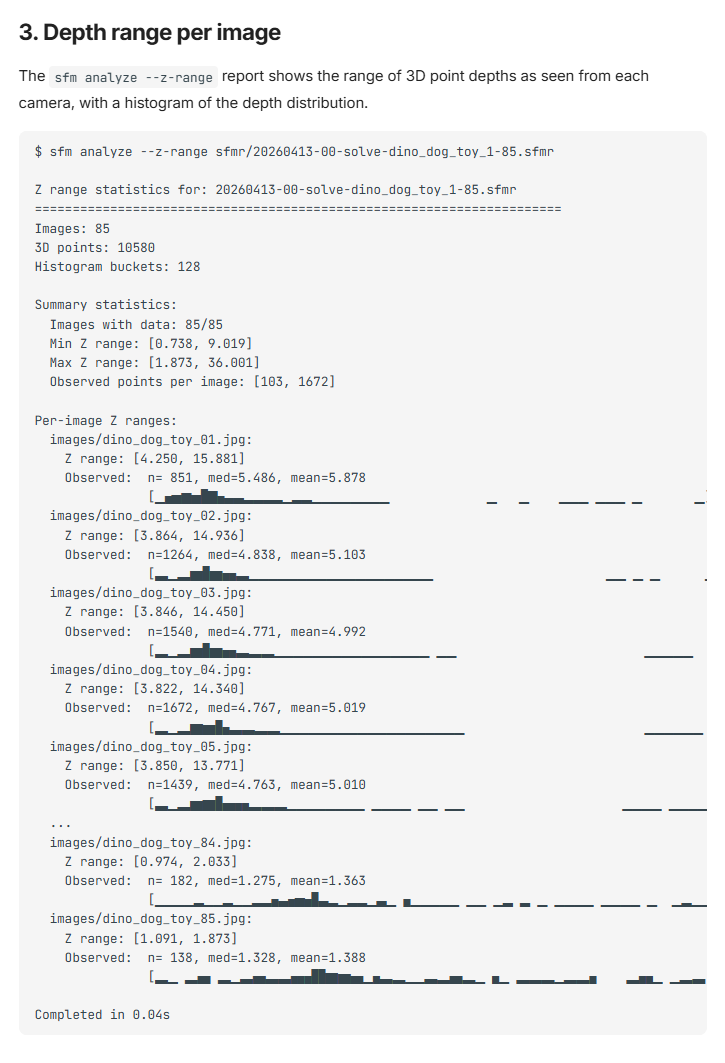 3. Depth range per image
The sfm analyze --z-range report shows the range of 3D point depths as seen from each
camera, with a histogram of the depth distribution.
$ sfm analyze --z-range sfmr/20260413-00-solve-dino_dog_toy_1-85.sfmr
Z range statistics for: 20260413-00-solve-dino_dog_toy_1-85.sfmr
======================================================================
Images: 85
3D points: 10580
Histogram buckets: 128
Summary statistics:
Images with data: 85/85
Min Z range: [0.738, 9.019]
Max Z range: [1.873, 36.001]
Observed points per image: [103, 1672]
Per-image Z ranges:
images/dino_dog_toy_01.jpg:
Z range: [4.250, 15.881]
Observed:  n= 851, med=5.486, mean=5.878
[
images/dino_dog_toy_02.jpg:
Z range: [3.864, 14.936]
Observed:  n=1264, med=4.838, mean=5.103
[
images/dino_dog_toy_03.jpg:
Z range: [3.846, 14.450]
Observed:  n=1540, med=4.771, mean=4.992
[
images/dino_dog_toy_04.jpg:
Z range: [3.822, 14.340]
Observed:  n=1672, med=4.767, mean=5.019
[
images/dino_dog_toy_05.jpg:
Z range: [3.850, 13.771]
Observed:  n=1439, med=4.763, mean=5.010
[
...
images/dino_dog_toy_84.jpg:
Z range: [0.974, 2.033]
Observed:  n= 182, med=1.275, mean=1.363
[
images/dino_dog_toy_85.jpg:
Z range: [1.091, 1.873]
Observed:  n= 138, med=1.328, mean=1.388
[
Completed in 0.04s